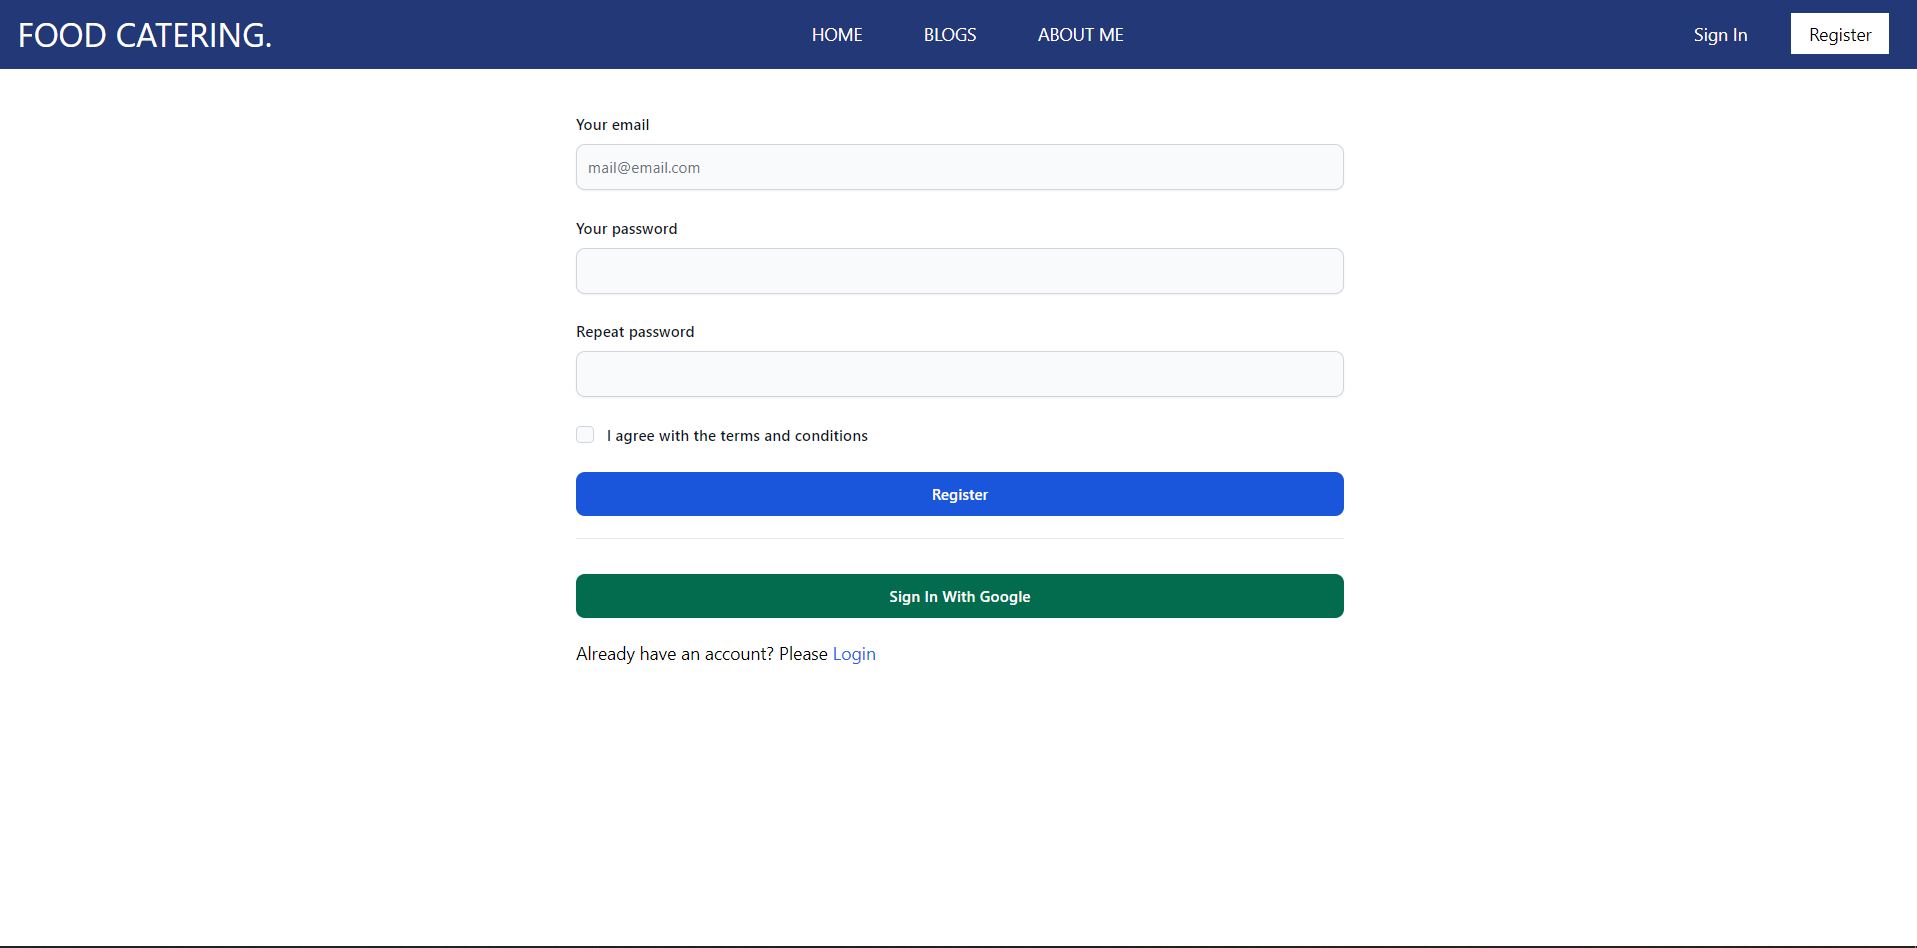 FOOD CATERING.
HOME
BLOGS
ABOUT ME
Sign In
Register
Your email
mail@email.com
Your password
Repeat password
I agree with the terms and conditions
Register
Sign In With Google
Already have an account? Please Login